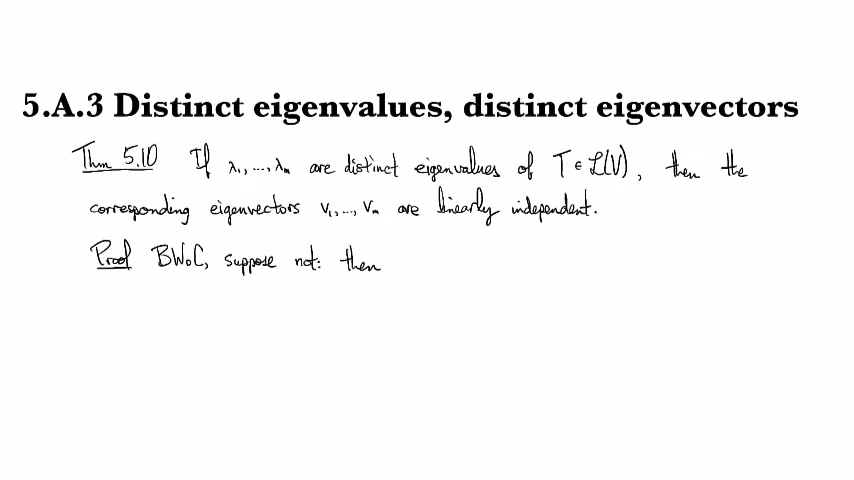 5.A.3 Distinct eigenvalues, distinct eigenvectors
Thm 5.10 If λ₁,...,λₘ are distinct eigenvalues of T ∈ ℒ(V), then the
corresponding eigenvectors v₁,...,vₘ are linearly independent.
Proof BWoC, suppose not: then